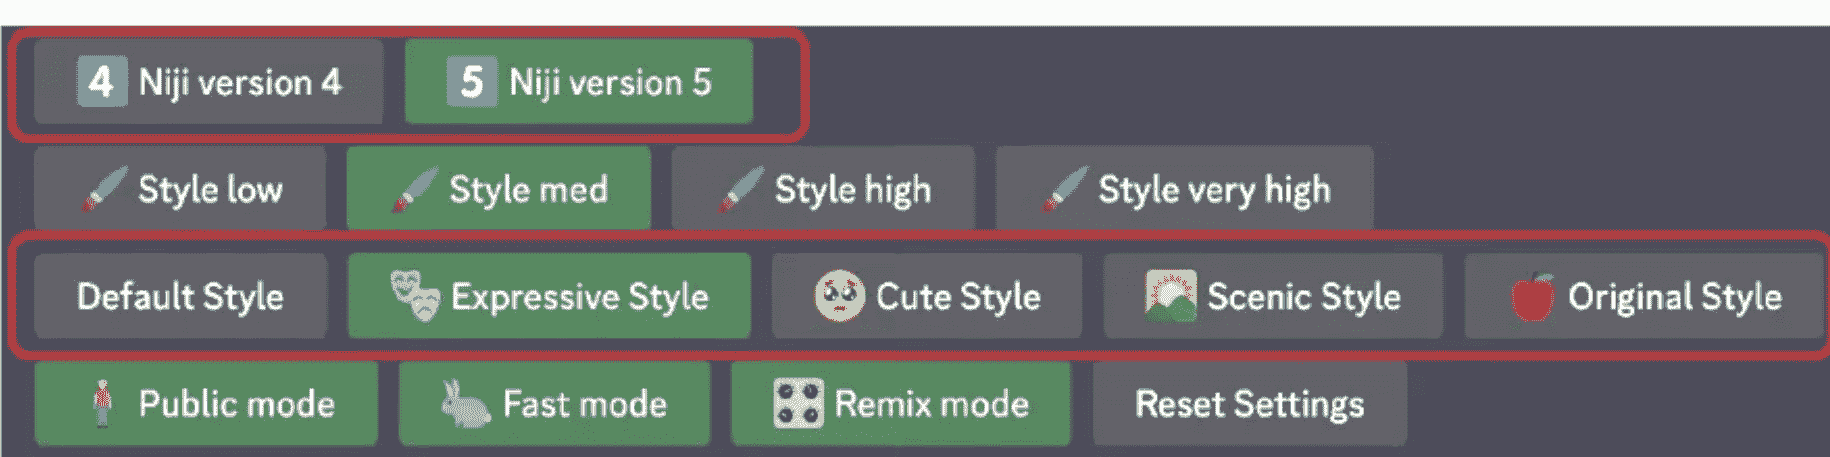 4 Niji version 4 5 Niji version 5
Style low Style med Style high Style very high
Default Style Expressive Style Cute Style Scenic Style Original Style
Public mode Fast mode Remix mode Reset Settings